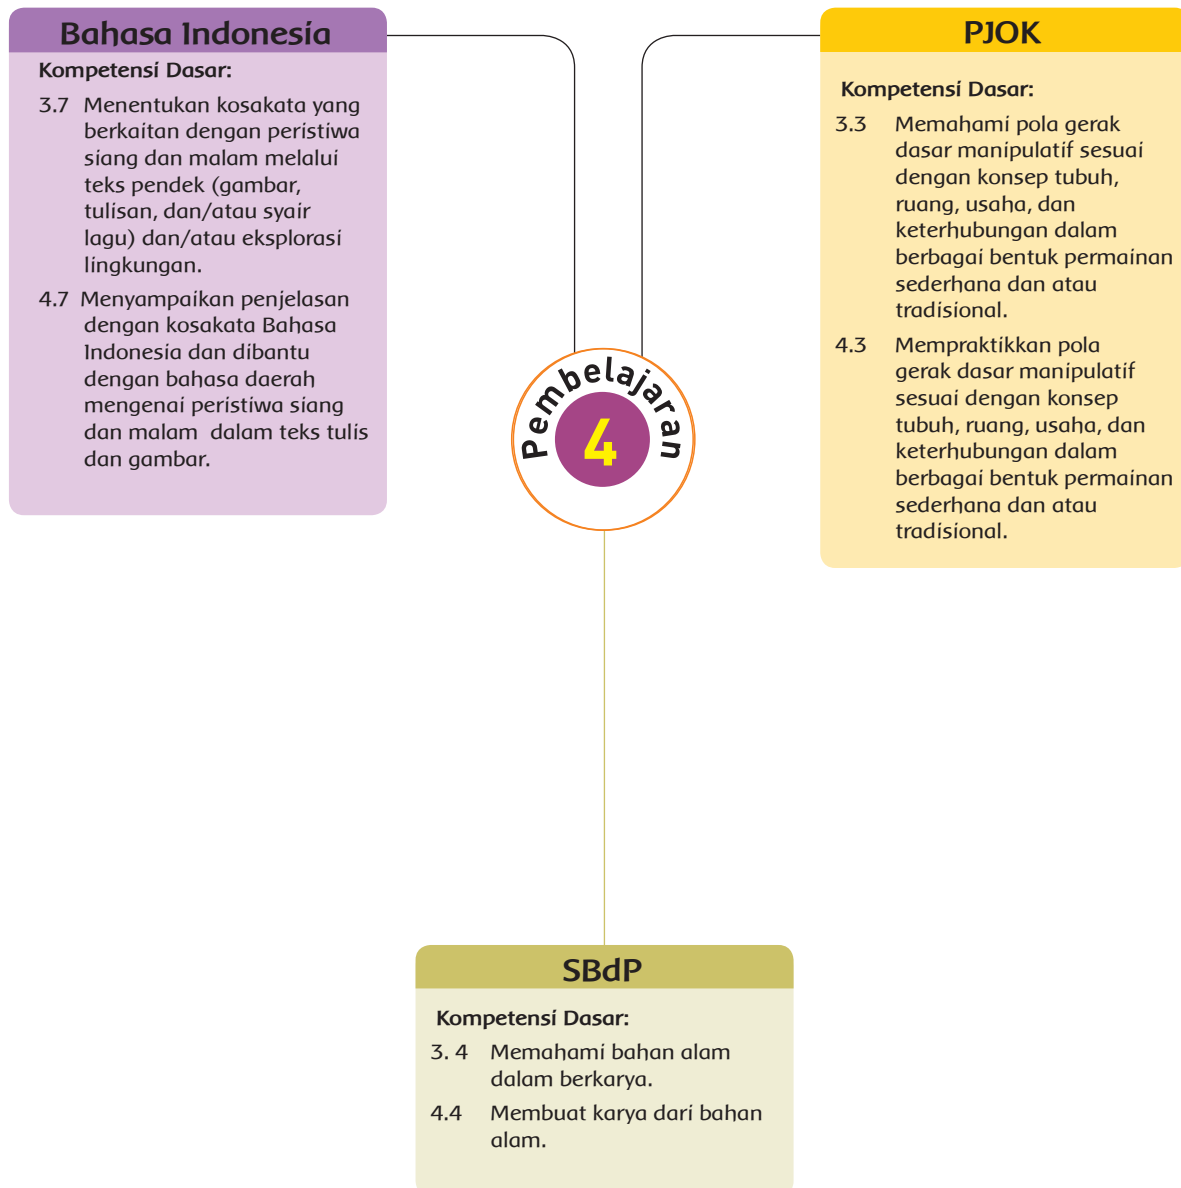 Bahasa Indonesia
Kompetensi Dasar:
3.7 Menentukan kosakata yang
berkaitan dengan peristiwa
siang dan malam melalui
teks pendek (gambar,
tulisan, dan/atau syair
lagu) dan/atau eksplorasi
lingkungan.
4.7 Menyampaikan penjelasan
dengan kosakata Bahasa
Indonesia dan dibantu
dengan bahasa daerah
mengenai peristiwa siang
dan malam dalam teks tulis
dan gambar.
PJOK
Kompetensi Dasar:
3.3 Memahami pola gerak
dasar manipulatif sesuai
dengan konsep tubuh,
ruang, usaha, dan
keterhubungan dalam
berbagai bentuk permainan
sederhana dan atau
tradisional.
4.3 Mempraktikkan pola
gerak dasar manipulatif
sesuai dengan konsep
tubuh, ruang, usaha, dan
keterhubungan dalam
berbagai bentuk permainan
sederhana dan atau
tradisional.
Pembelajaran
4
SBdP
Kompetensi Dasar:
3. 4 Memahami bahan alam
dalam berkarya.
4.4 Membuat karya dari bahan
alam.